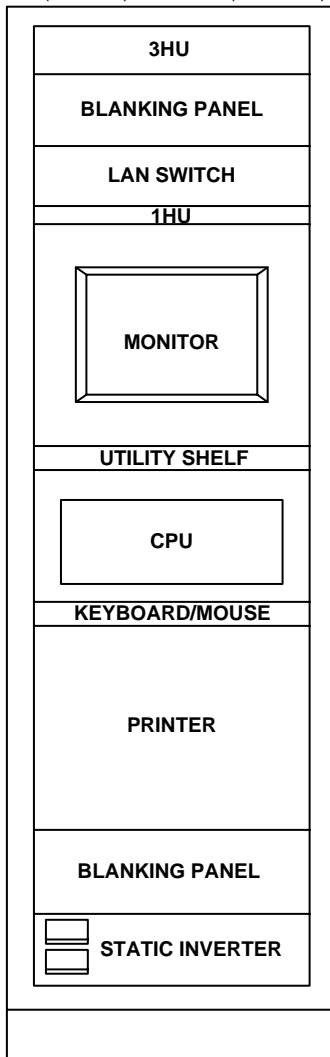 3HU
BLANKING PANEL
LAN SWITCH
1HU
MONITOR
UTILITY SHELF
CPU
KEYBOARD/MOUSE
PRINTER
BLANKING PANEL
STATIC INVERTER